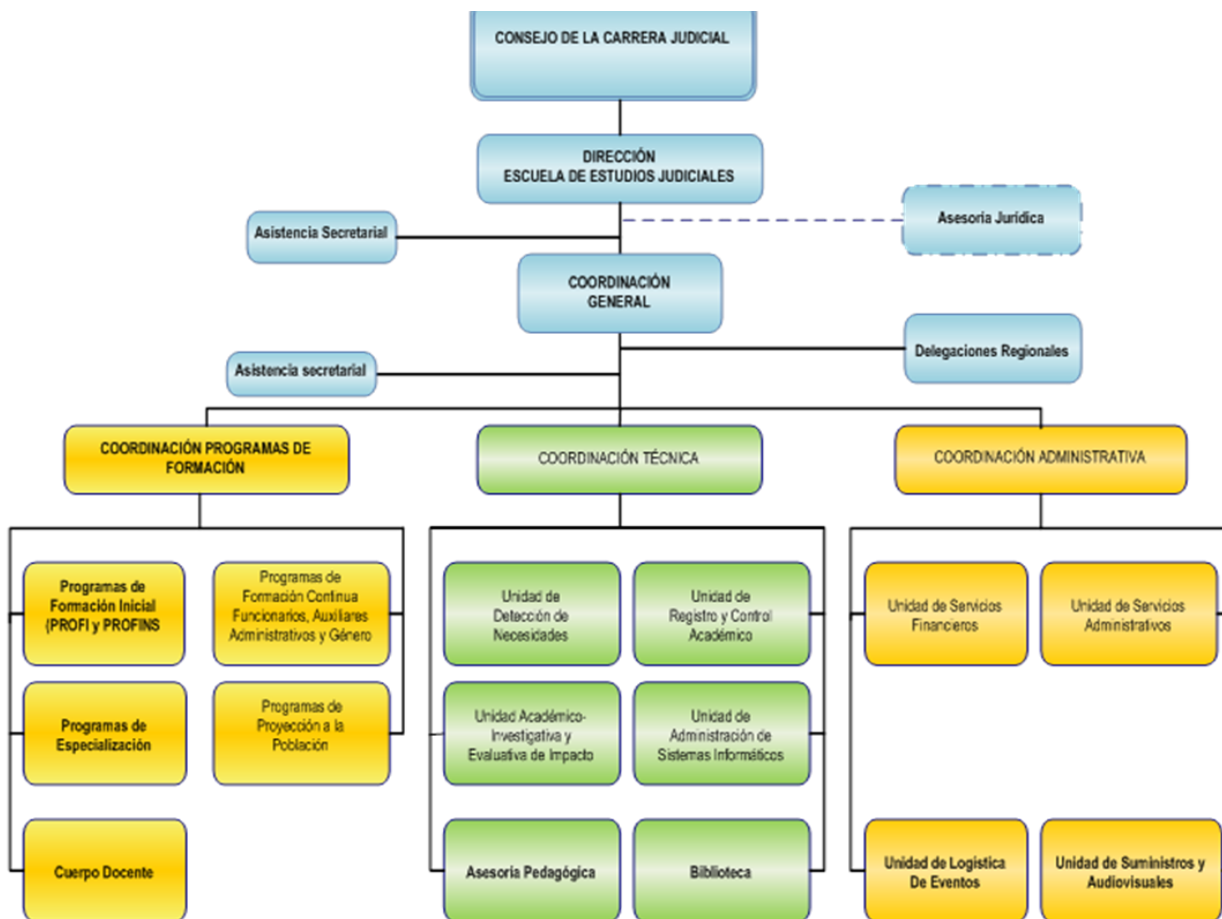 CONSEJO DE LA CARRERA JUDICIAL
DIRECCIÓN
ESCUELA DE ESTUDIOS JUDICIALES
Asistencia Secretarial
Asesoría Jurídica
COORDINACIÓN
GENERAL
Delegaciones Regionales
Asistencia secretarial
COORDINACIÓN PROGRAMAS DE
FORMACIÓN
COORDINACIÓN TÉCNICA
COORDINACIÓN ADMINISTRATIVA
Programas de
Formación Inicial
(PROFI y PROFINS
Programas de
Formación Continua
Funcionarios, Auxiliares
Administrativos y Género
Unidad de
Detección de
Necesidades
Unidad de
Registro y Control
Académico
Unidad de Servicios
Financieros
Unidad de Servicios
Administrativos
Programas de
Especialización
Programas de
Proyección a la
Población
Unidad Académico-
Investigativa y
Evaluativa de Impacto
Unidad de
Administración de
Sistemas Informáticos
Cuerpo Docente
Asesoría Pedagógica
Biblioteca
Unidad de Logística
De Eventos
Unidad de Suministros y
Audiovisuales